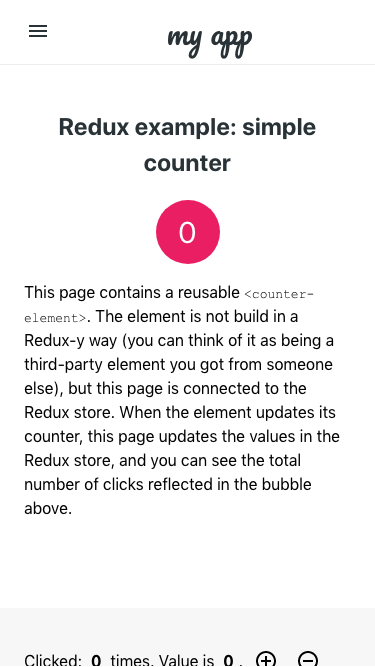 my app
Redux example: simple
counter
0
This page contains a reusable <counter-
element>. The element is not build in a
Redux-y way (you can think of it as being a
third-party element you got from someone
else), but this page is connected to the
Redux store. When the element updates its
counter, this page updates the values in the
Redux store, and you can see the total
number of clicks reflected in the bubble
above.
Clicked: 0 times. Value is 0.